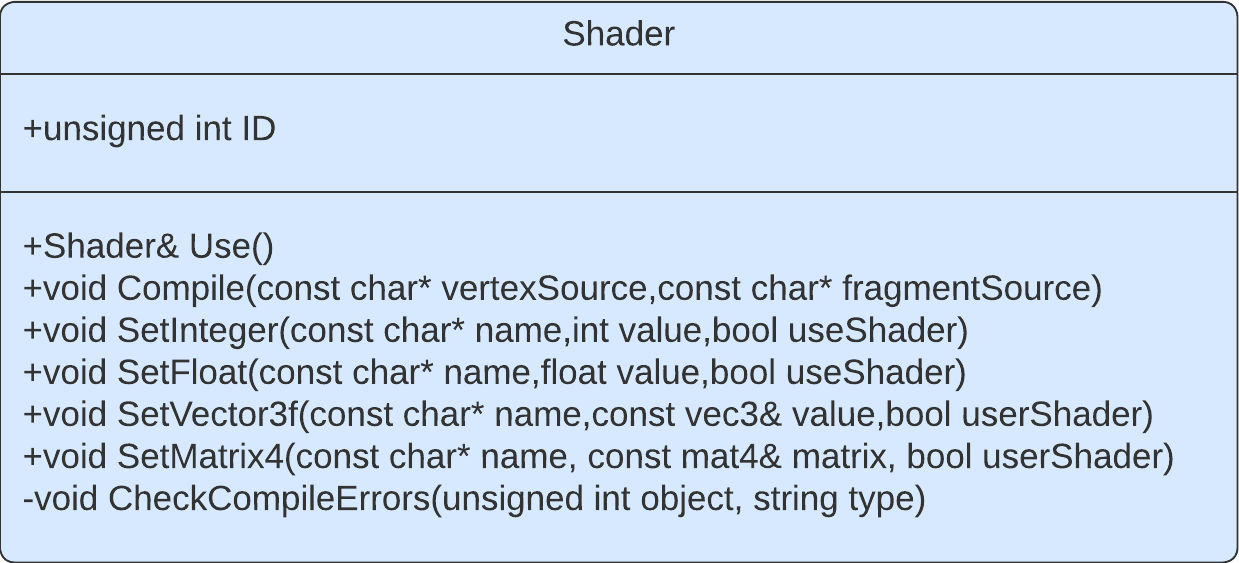 Shader
+unsigned int ID
+Shader& Use()
+void Compile(const char* vertexSource,const char* fragmentSource)
+void SetInteger(const char* name,int value,bool useShader)
+void SetFloat(const char* name,float value,bool useShader)
+void SetVector3f(const char* name,const vec3& value,bool userShader)
+void SetMatrix4(const char* name, const mat4& matrix, bool userShader)
-void CheckCompileErrors(unsigned int object, string type)